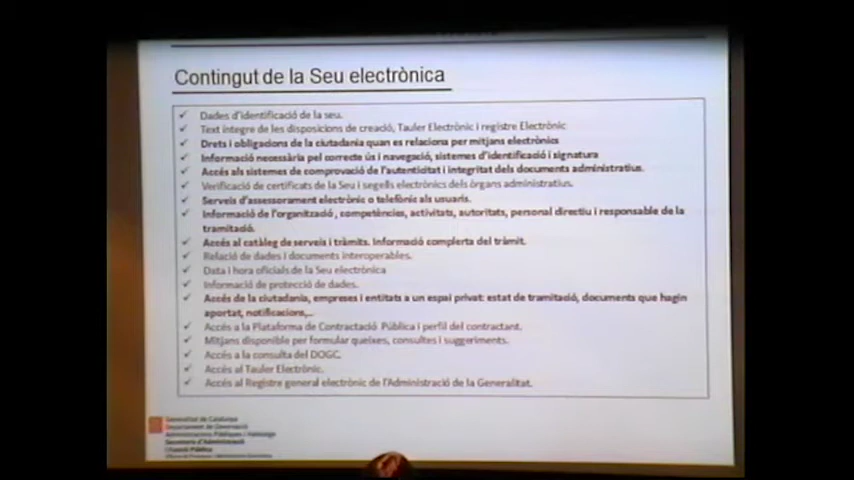 Contingut de la Seu electrònica
✓ Dades d'identificació de la seu.
✓ Text íntegre de les disposicions de creació, Tauler Electrònic i registre Electrònic
✓ Drets i obligacions de la ciutadania quan es relaciona per mitjans electrònics
✓ Informació necessària pel correcte ús i navegació, sistemes d'identificació i signatura
✓ Accés als sistemes de comprovació de l'autenticitat i integritat dels documents administratius.
✓ Verificació de certificats de la Seu i segells electrònics dels òrgans administratius.
✓ Serveis d'assessorament electrònic o telefònic als usuaris.
✓ Informació de l'organització, competències, activitats, autoritats, personal directiu i responsable de la
tramitació.
✓ Accés al catàleg de serveis i tràmits. Informació complerta del tràmit.
✓ Relació de dades i documents interoperables.
✓ Data i hora oficials de la Seu electrònica
✓ Informació de protecció de dades.
✓ Accés de la ciutadania, empreses i entitats a un espai privat: estat de tramitació, documents que hagin
aportat, notificacions,...
✓ Accés a la Plataforma de Contractació Pública i perfil del contractant.
✓ Mitjans disponible per formular queixes, consultes i suggeriments.
✓ Accés a la consulta del DOGC.
✓ Accés al Tauler Electrònic.
✓ Accés al Registre general electrònic de l'Administració de la Generalitat.
Generalitat de Catalunya
Departament de Governació
Administracions Públiques i Habitatge
Secretaria d'Administració
i Funció Pública